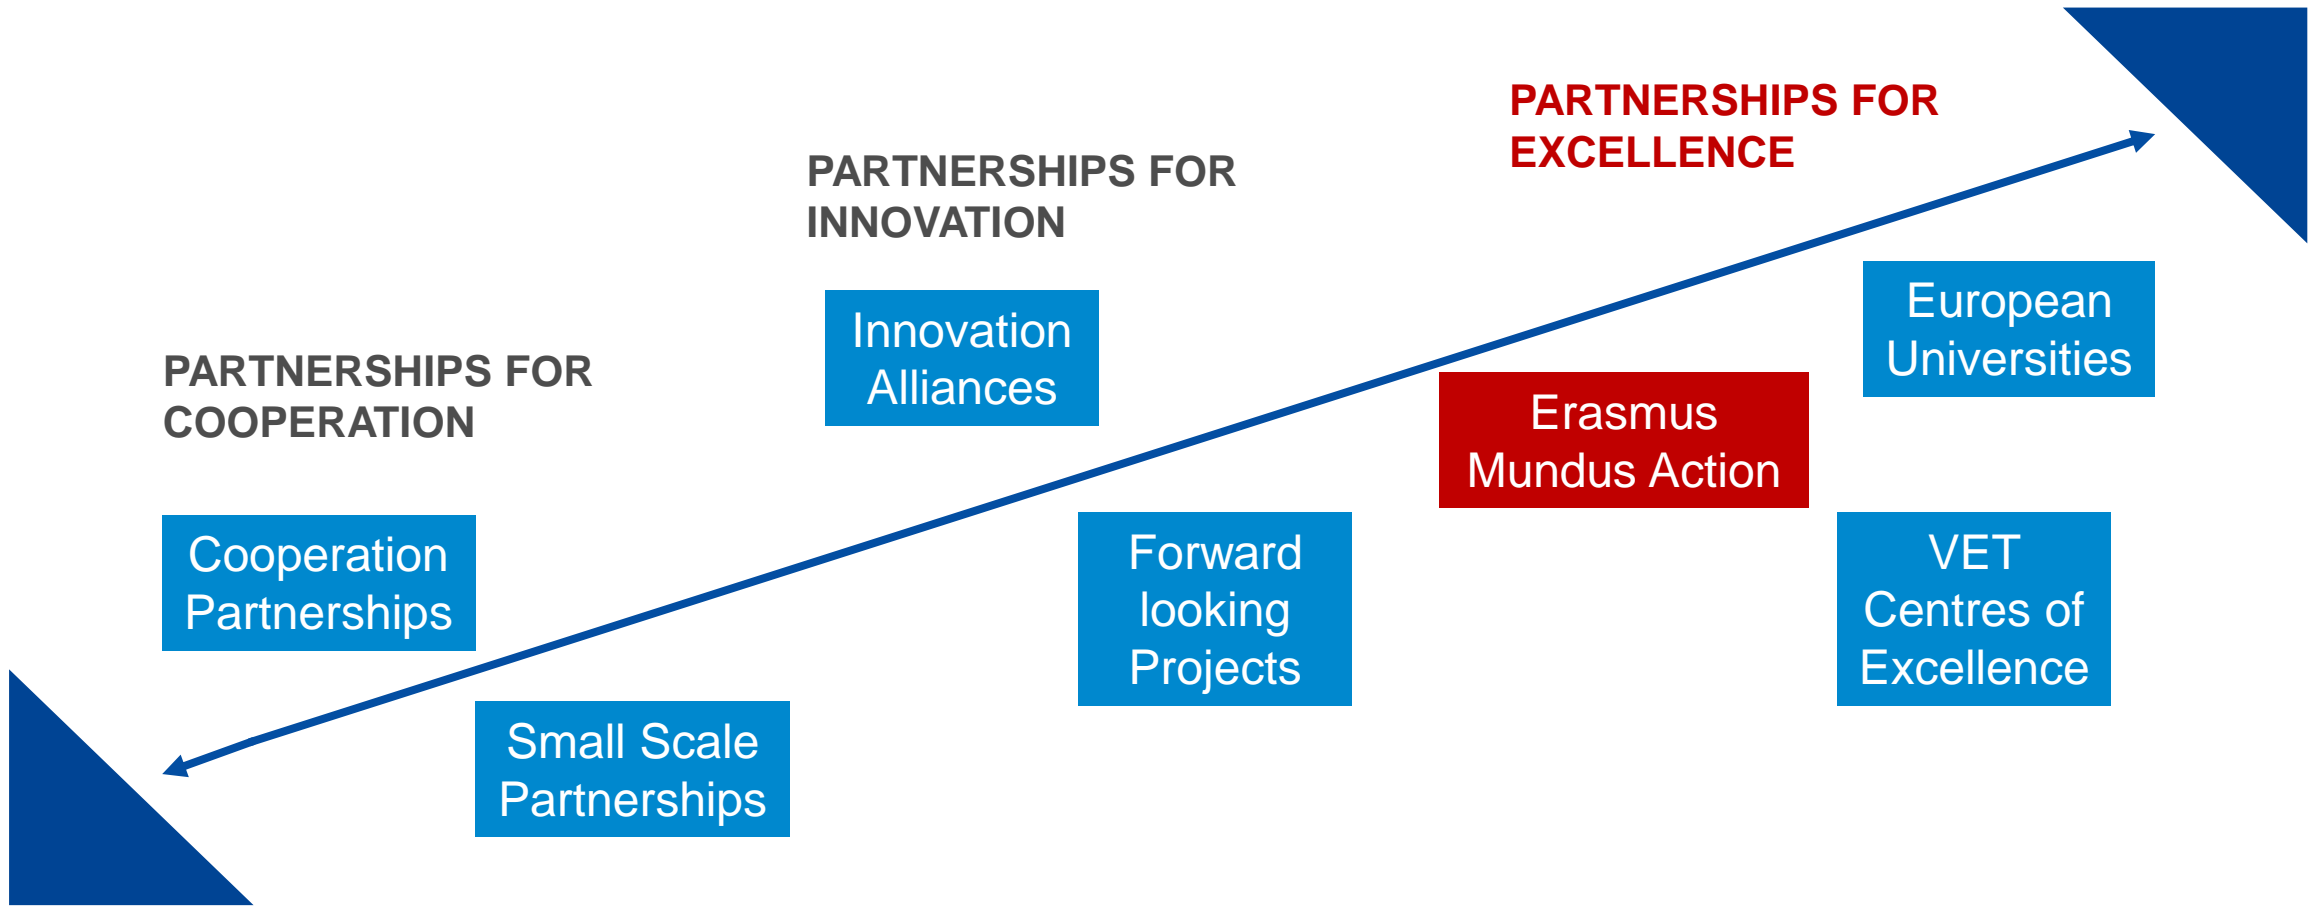 PARTNERSHIPS FOR
COOPERATION
Cooperation
Partnerships
Small Scale
Partnerships
PARTNERSHIPS FOR
INNOVATION
Innovation
Alliances
Forward
looking
Projects
PARTNERSHIPS FOR
EXCELLENCE
Erasmus
Mundus Action
European
Universities
VET
Centres of
Excellence